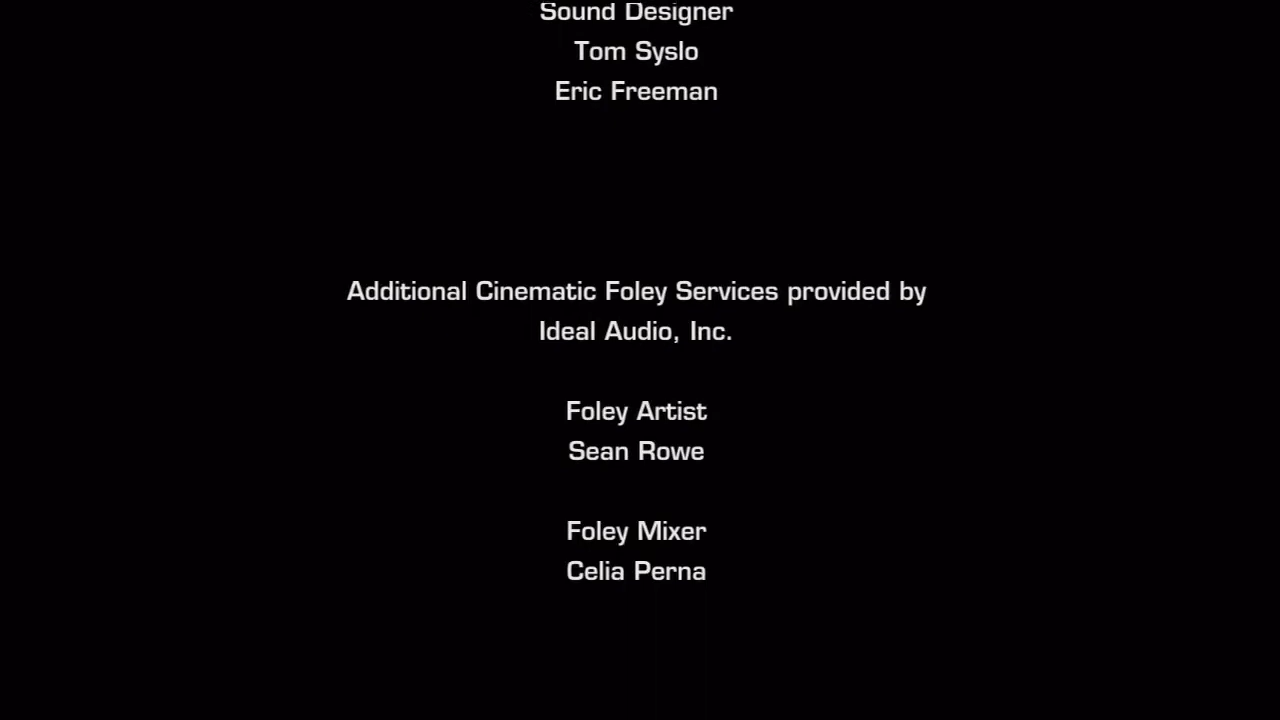 Sound Designer
Tom Syslo
Eric Freeman
Additional Cinematic Foley Services provided by
Ideal Audio, Inc.
Foley Artist
Sean Rowe
Foley Mixer
Celia Perna